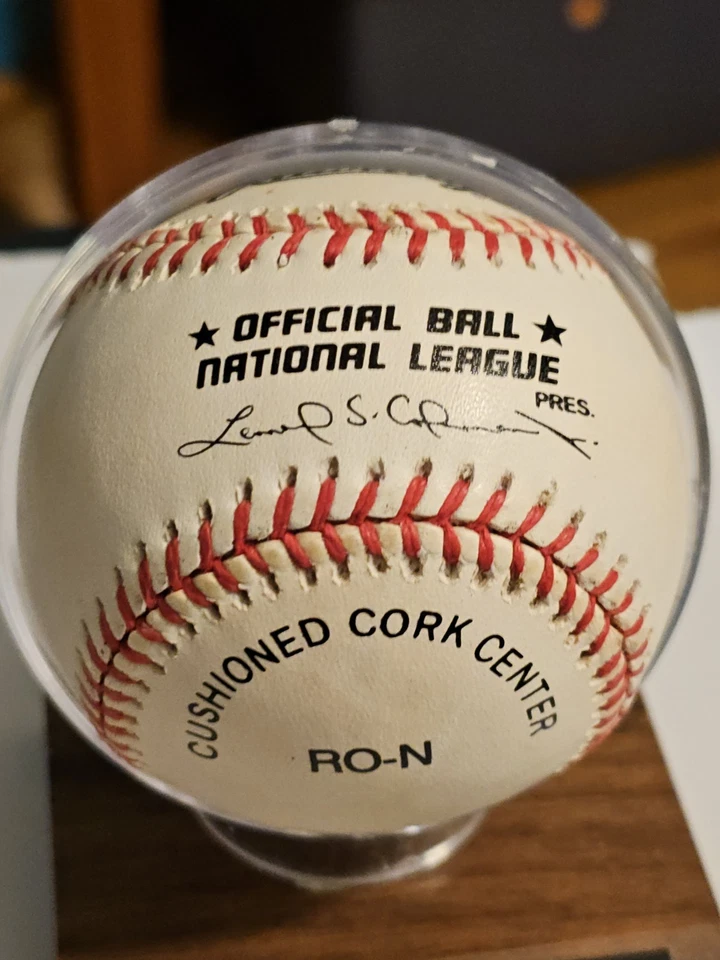 ★ OFFICIAL BALL ★
NATIONAL LEAGUE
PRES.
CUSHIONED CORK CENTER
RO-N